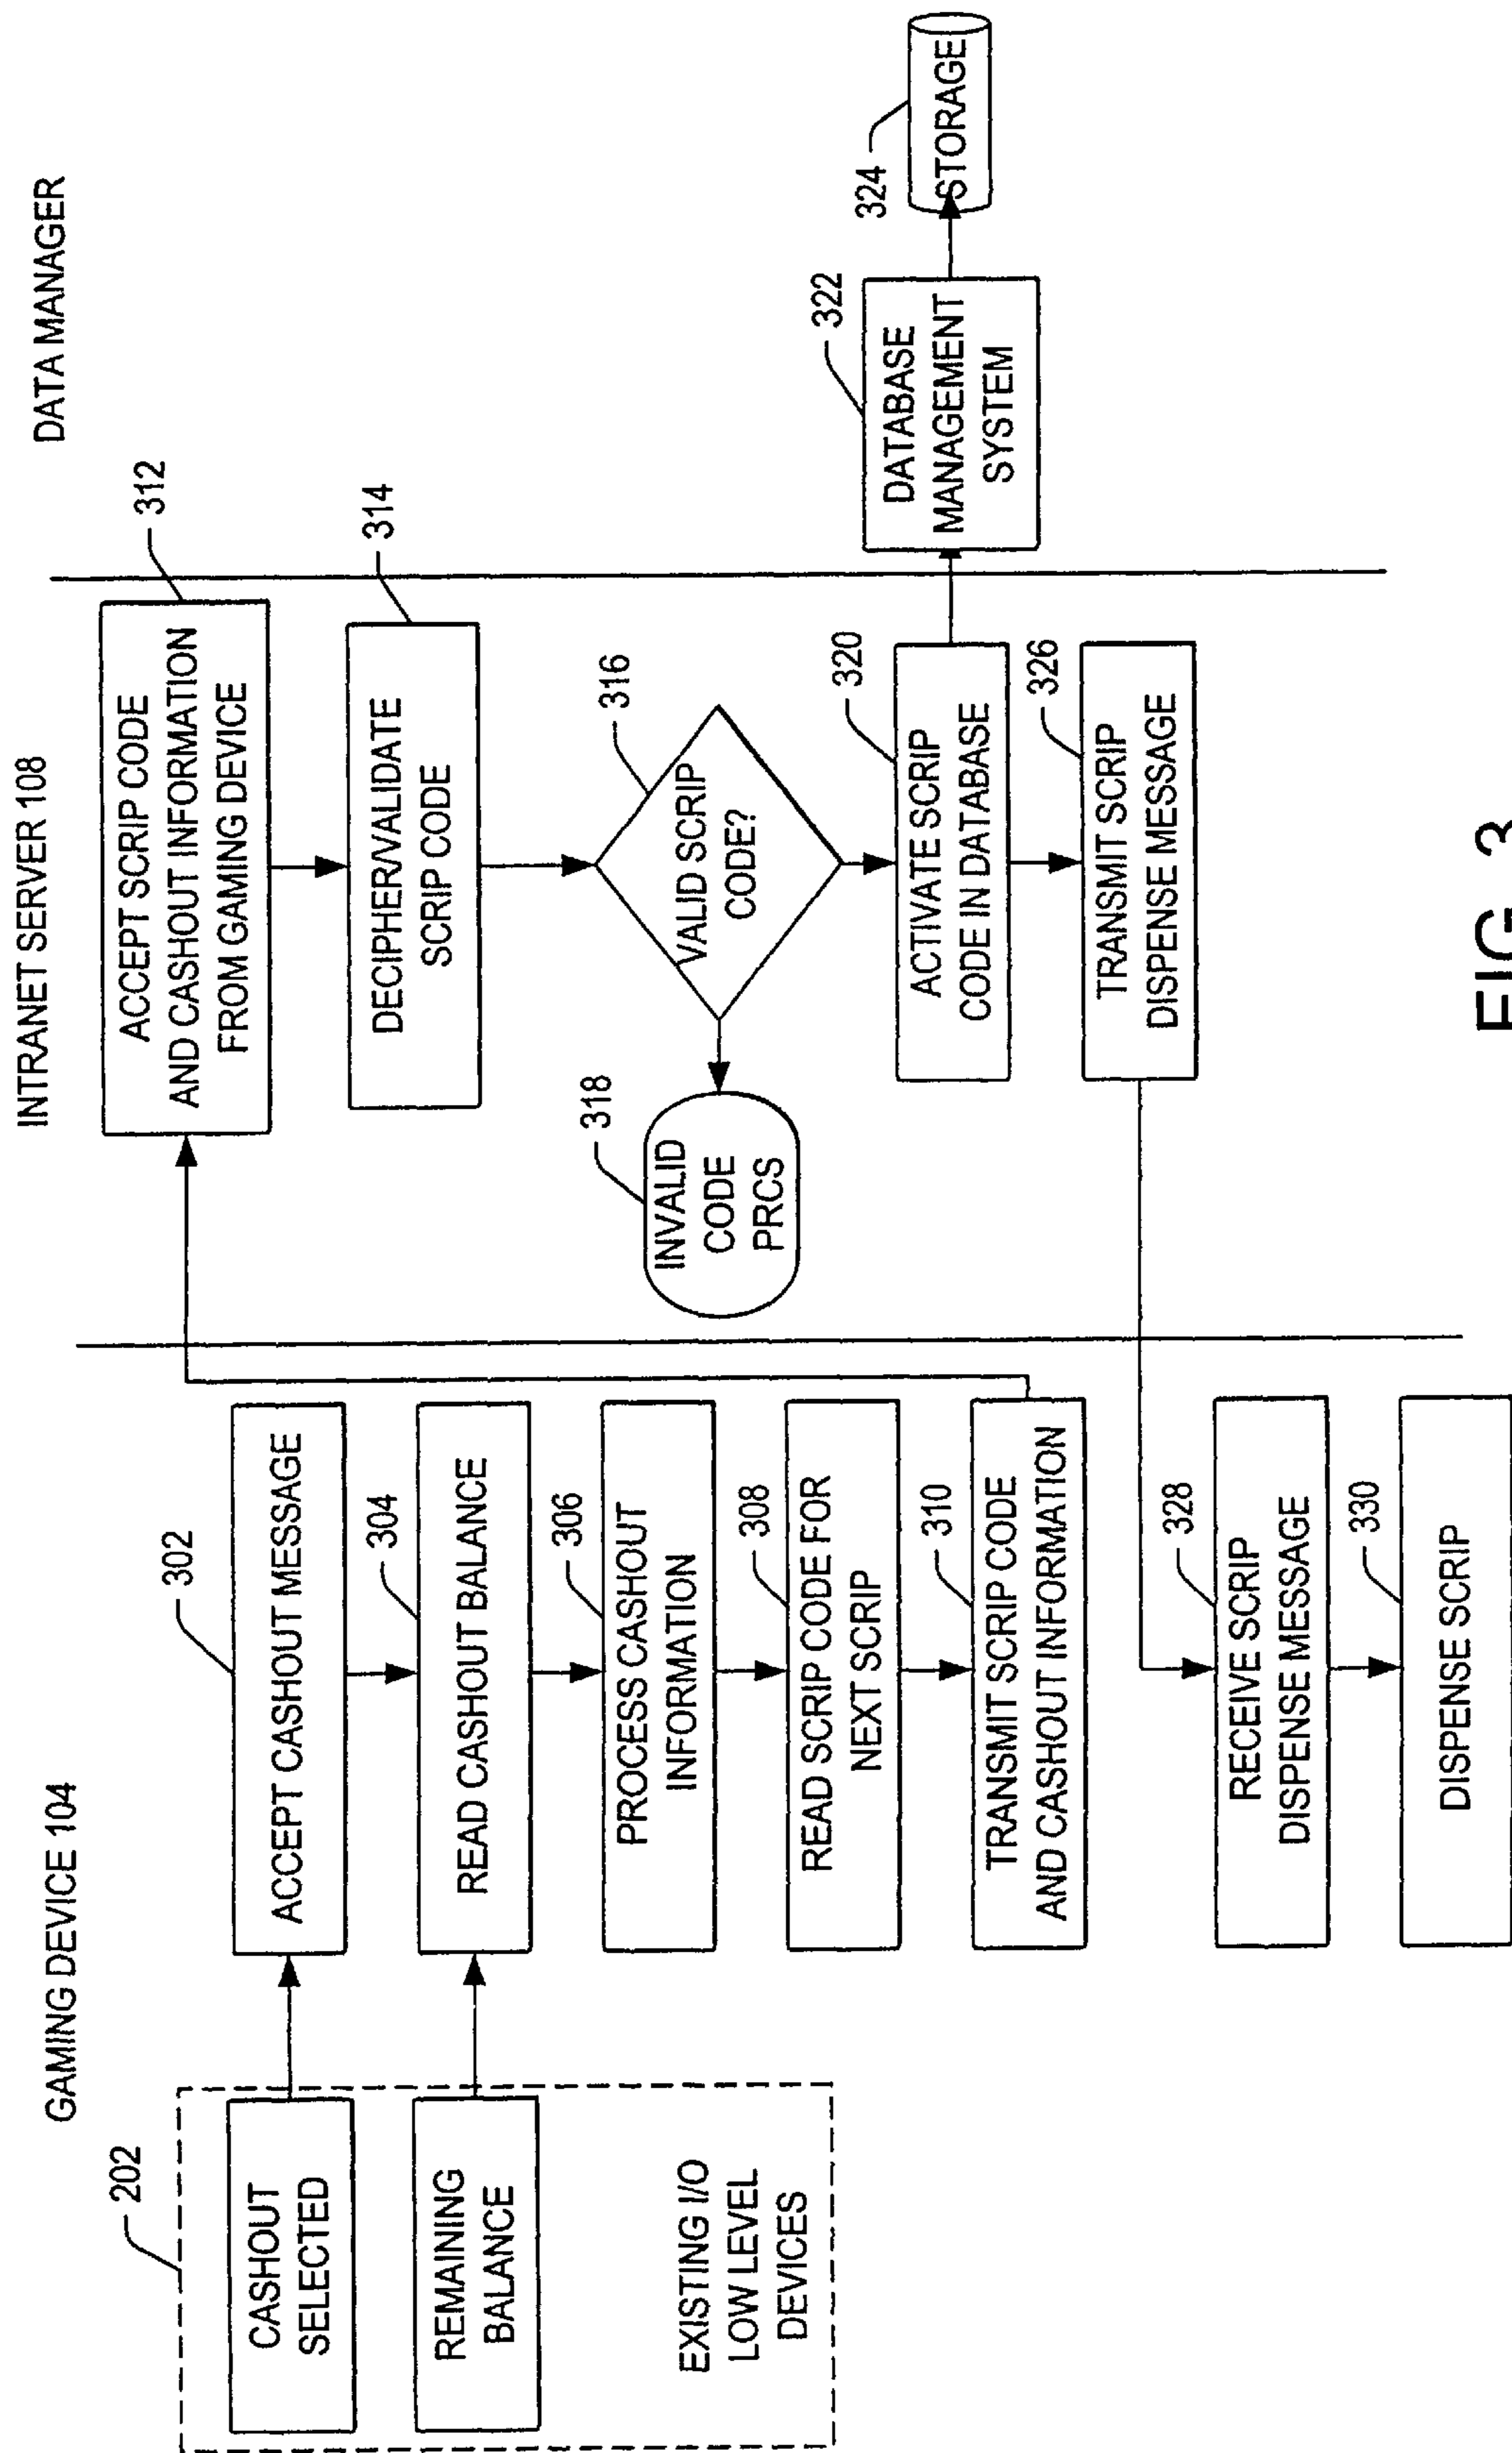 GAMING DEVICE 104
INTRANET SERVER 108
DATA MANAGER
202
CASHOUT
SELECTED
REMAINING
BALANCE
EXISTING I/O
LOW LEVEL
DEVICES
302
ACCEPT CASHOUT MESSAGE
304
READ CASHOUT BALANCE
306
PROCESS CASHOUT
INFORMATION
308
READ SCRIP CODE FOR
NEXT SCRIP
310
TRANSMIT SCRIP CODE
AND CASHOUT INFORMATION
328
RECEIVE SCRIP
DISPENSE MESSAGE
330
DISPENSE SCRIP
312
ACCEPT SCRIP CODE
AND CASHOUT INFORMATION
FROM GAMING DEVICE
314
DECIPHER/VALIDATE
SCRIP CODE
316
VALID SCRIP
CODE?
318
INVALID
CODE
PRCS
320
ACTIVATE SCRIP
CODE IN DATABASE
326
TRANSMIT SCRIP
DISPENSE MESSAGE
322
DATABASE
MANAGEMENT
SYSTEM
324
STORAGE
FIG. 3